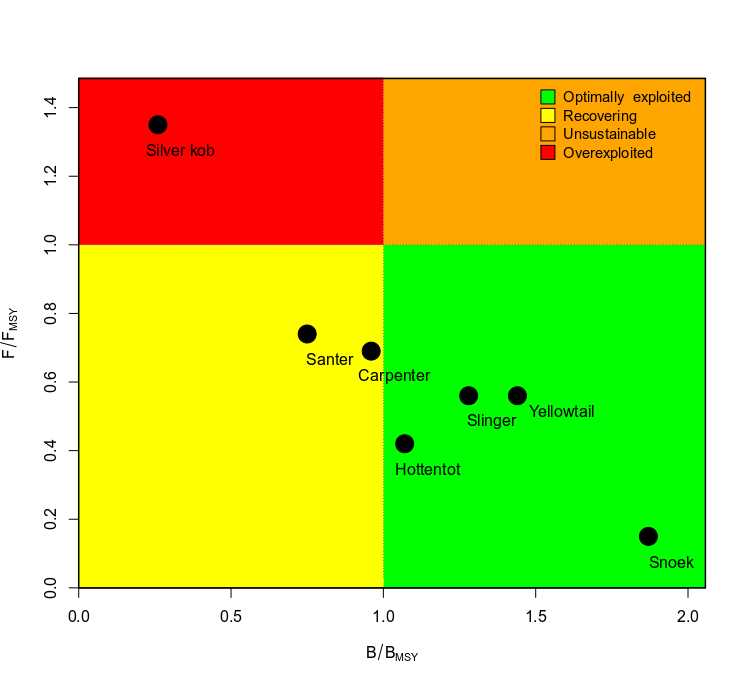 Optimally exploited
Recovering
Unsustainable
Overexploited
Silver kob
Santer
Carpenter
Slinger
Yellowtail
Hottentot
Snoek
1.4
1.2
1.0
0.8
0.6
0.4
0.2
0.0
F/FMSY
0.0 0.5 1.0 1.5 2.0
B/BMSY